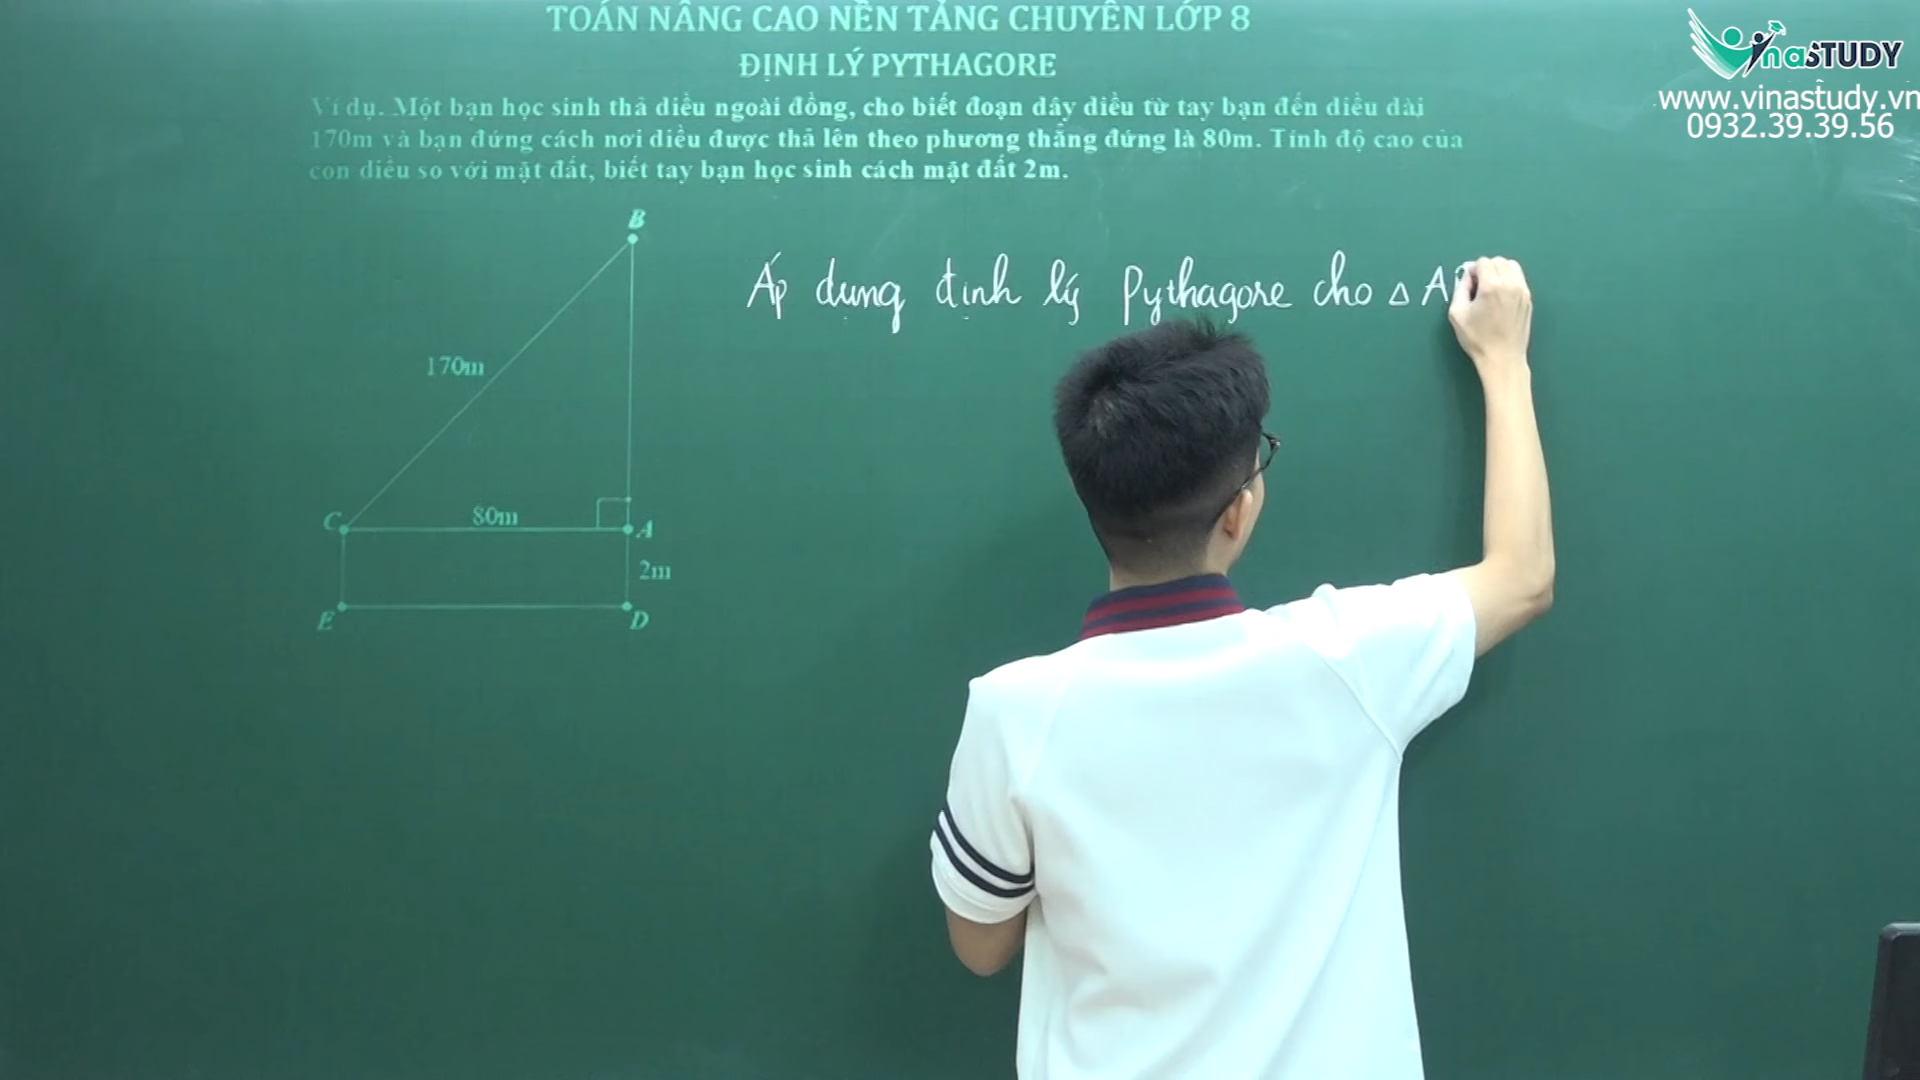 TOÁN NÂNG CAO NỀN TẢNG CHUYÊN LỚP 8
ĐỊNH LÝ PYTHAGORE
Ví dụ. Một bạn học sinh thả diều ngoài đồng, cho biết đoạn dây diều từ tay bạn đến diều dài
170m và bạn đứng cách nơi diều được thả lên theo phương thẳng đứng là 80m. Tính độ cao của
con diều so với mặt đất, biết tay bạn học sinh cách mặt đất 2m.
VinaSTUDY
www.vinastudy.vn
0932.39.39.56
B
170m
C
80m
A
2m
E
D
Áp dụng định lý Pythagore cho △ A